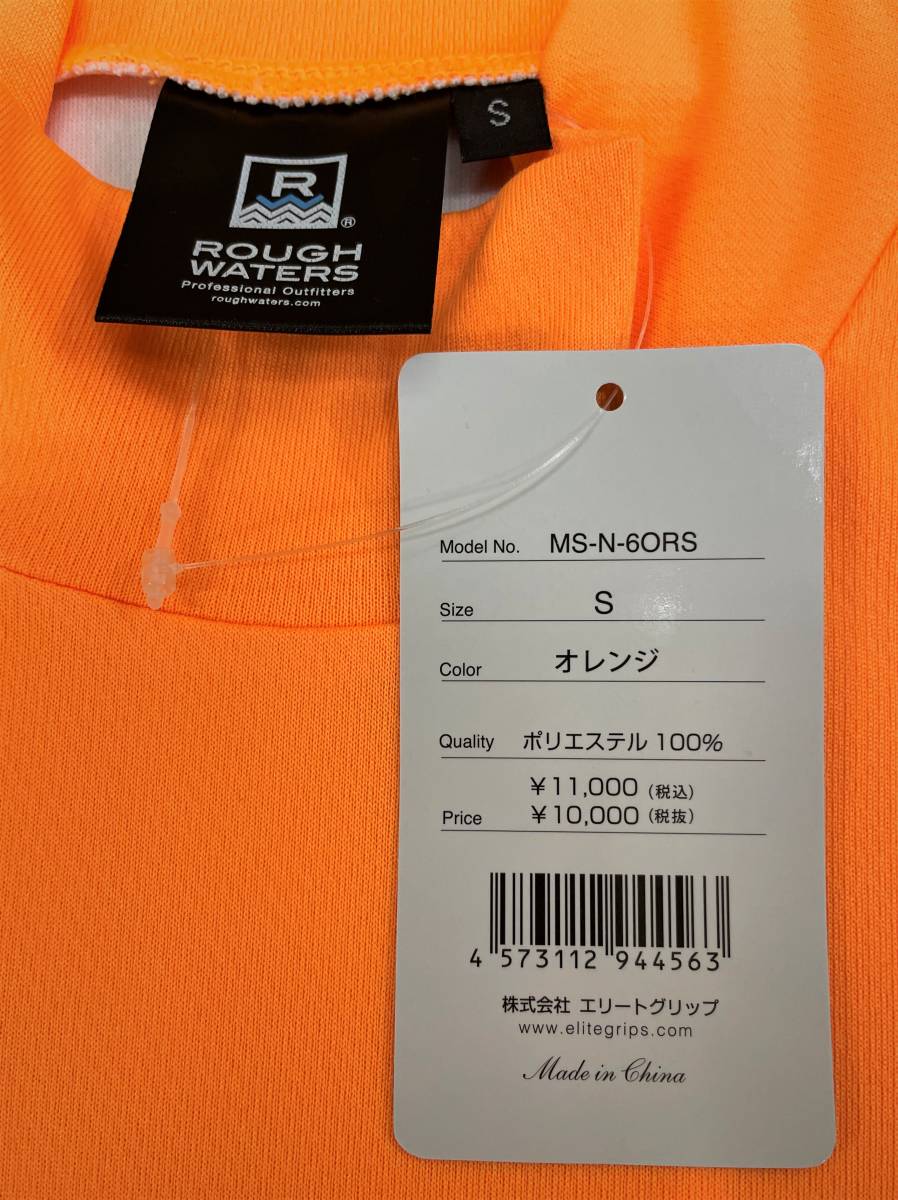 S
R
®
ROUGH
WATERS
Professional Outfitters
roughwaters.com
Model No. MS-N-6ORS
Size S
Color オレンジ
Quality ポリエステル 100%
¥11,000 (税込)
Price ¥10,000 (税抜)
4 573112 944563
株式会社 エリートグリップ
www.elitegrips.com
Made in China